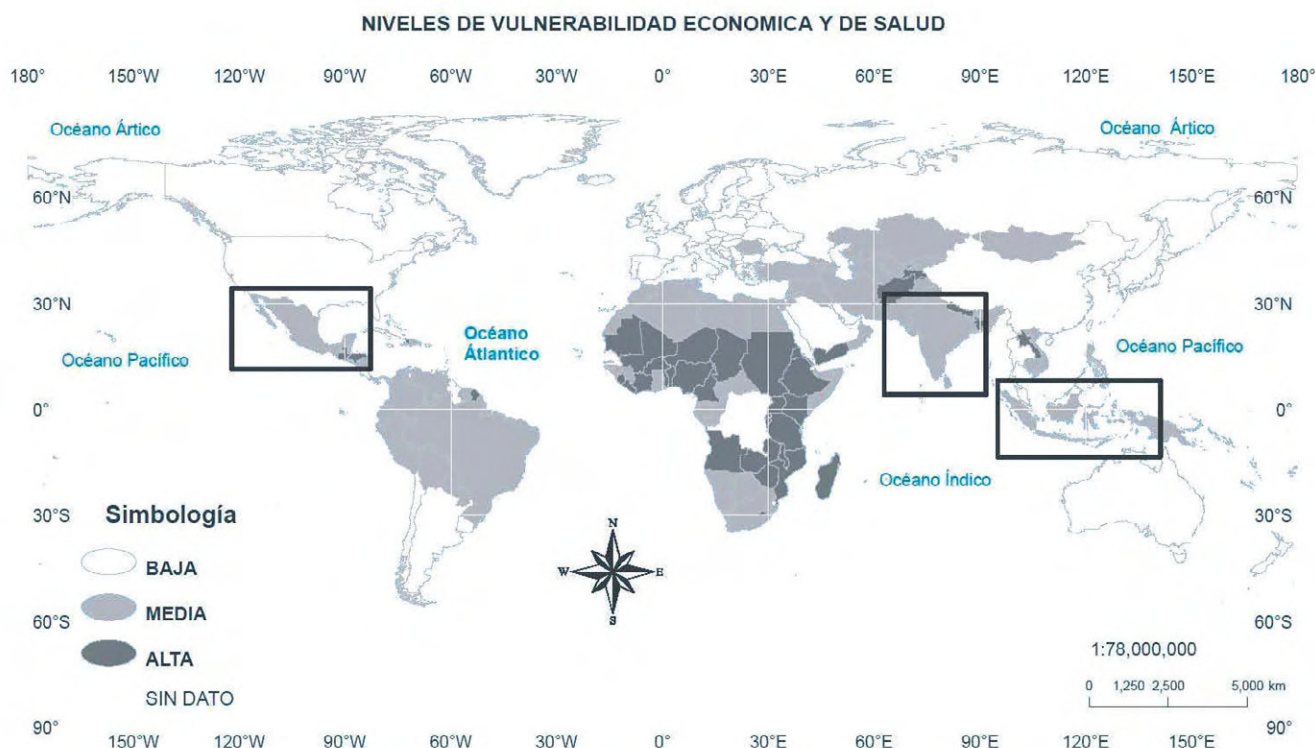 NIVELES DE VULNERABILIDAD ECONOMICA Y DE SALUD
180° 150°W 120°W 90°W 60°W 30°W 0° 30°E 60°E 90°E 120°E 150°E 180°
Océano Ártico
Océano Ártico
60°N
60°N
30°N
30°N
Océano Pacífico
Océano
Átlantico
Océano Pacífico
0°
0°
Océano Índico
30°S
30°S
Simbología
BAJA
MEDIA
ALTA
SIN DATO
N
W
E
S
60°S
60°S
1:78,000,000
0 1,250 2,500 5,000 km
90°
90°
150°W 120°W 90°W 60°W 30°W 0° 30°E 60°E 90°E 120°E 150°E